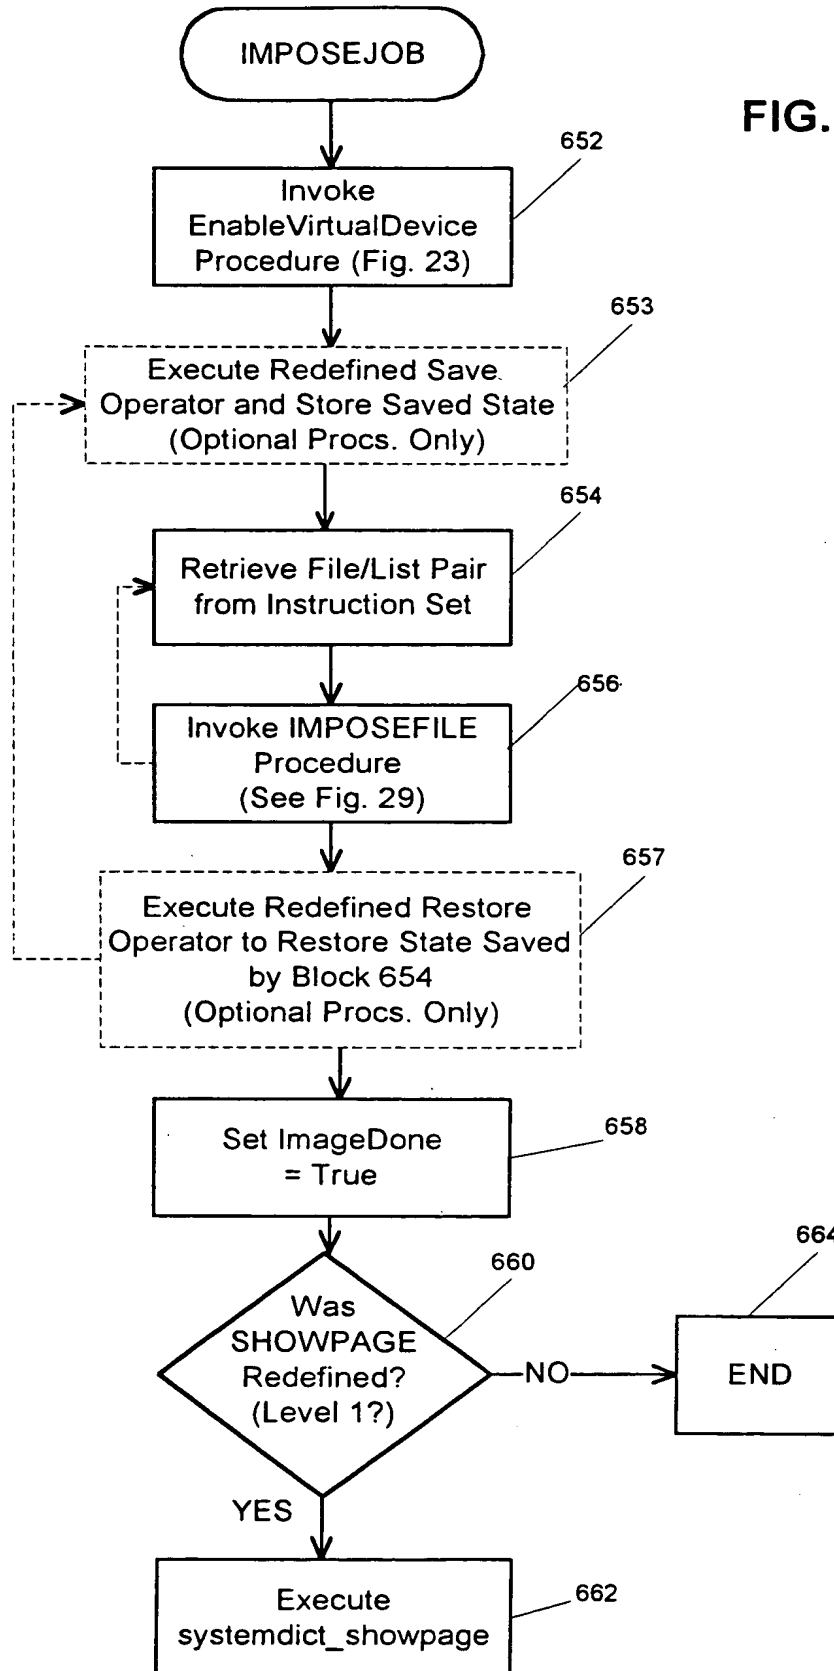 IMPOSEJOB
FIG.
652
Invoke
EnableVirtualDevice
Procedure (Fig. 23)
653
Execute Redefined Save
Operator and Store Saved State
(Optional Procs. Only)
654
Retrieve File/List Pair
from Instruction Set
656
Invoke IMPOSEFILE
Procedure
(See Fig. 29)
657
Execute Redefined Restore
Operator to Restore State Saved
by Block 654
(Optional Procs. Only)
658
Set ImageDone
= True
660
664
Was
SHOWPAGE
Redefined?
(Level 1?)
NO
END
YES
662
Execute
systemdict_showpage